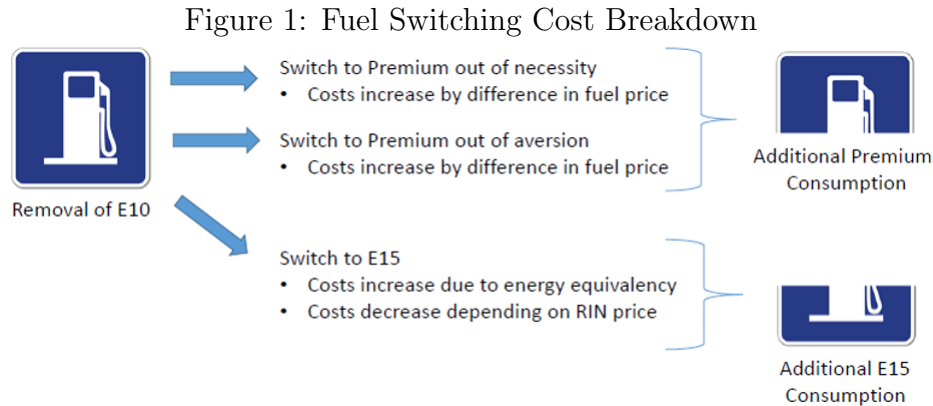 Figure 1: Fuel Switching Cost Breakdown
Switch to Premium out of necessity
• Costs increase by difference in fuel price
Switch to Premium out of aversion
• Costs increase by difference in fuel price
Additional Premium
Consumption
Removal of E10
Switch to E15
• Costs increase due to energy equivalency
• Costs decrease depending on RIN price
Additional E15
Consumption